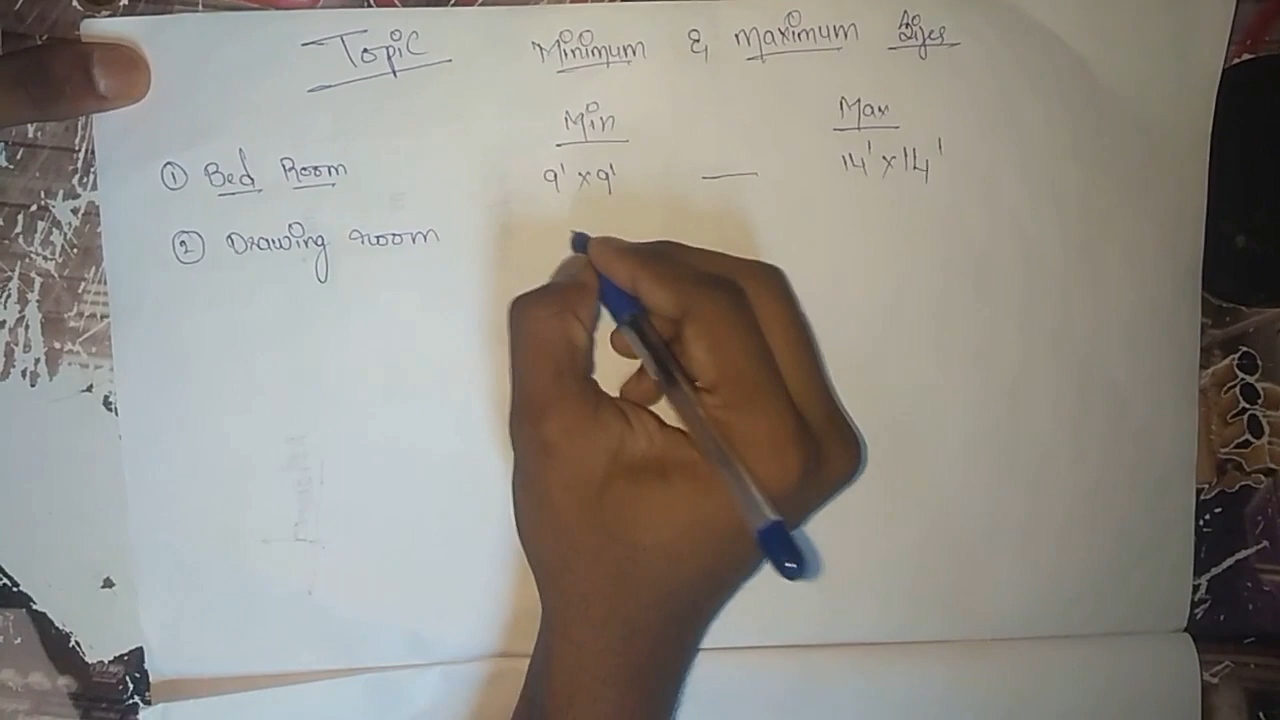 Topic Minimum & Maximum Sizes
Min Max
① Bed Room 9' x 9' — 14' x 14'
② Drawing room